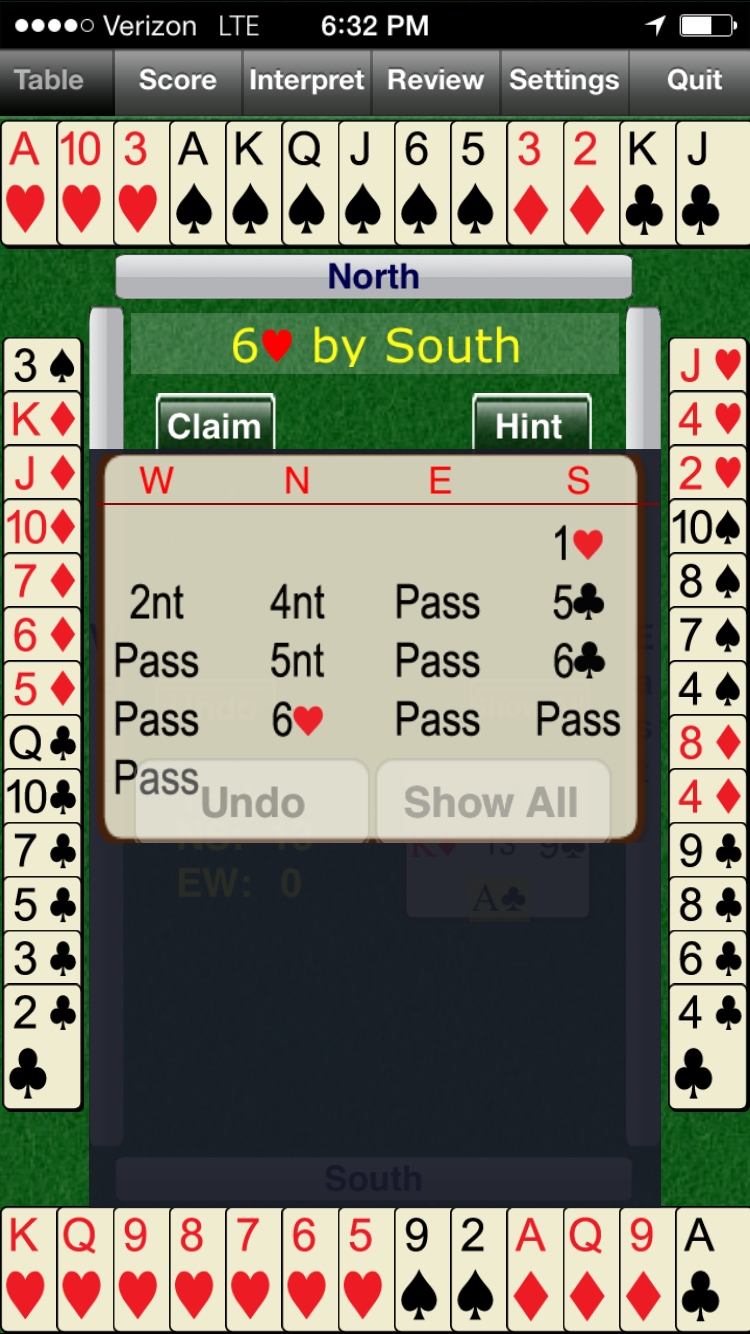 Verizon LTE 6:32 PM
Table Score Interpret Review Settings Quit
A 10 3 A K Q J 6 5 3 2 K J
♥ ♥ ♥ ♠ ♠ ♠ ♠ ♠ ♠ ♦ ♦ ♣ ♣
North
6♥ by South
Claim Hint
W N E S
1♥
2nt 4nt Pass 5♣
Pass 5nt Pass 6♣
Pass 6♥ Pass Pass
Pass
Undo Show All
K♥ 13 9♠
EW: 0
A♣
South
3♠
K♦
J♦
10♦
7♦
6♦
5♦
Q♣
10♣
7♣
5♣
3♣
2♣
♣
J♥
4♥
2♥
10♠
8♠
7♠
4♠
8♦
4♦
9♣
8♣
6♣
4♣
♣
K Q 9 8 7 6 5 9 2 A Q 9 A
♥ ♥ ♥ ♥ ♥ ♥ ♥ ♠ ♠ ♦ ♦ ♦ ♣